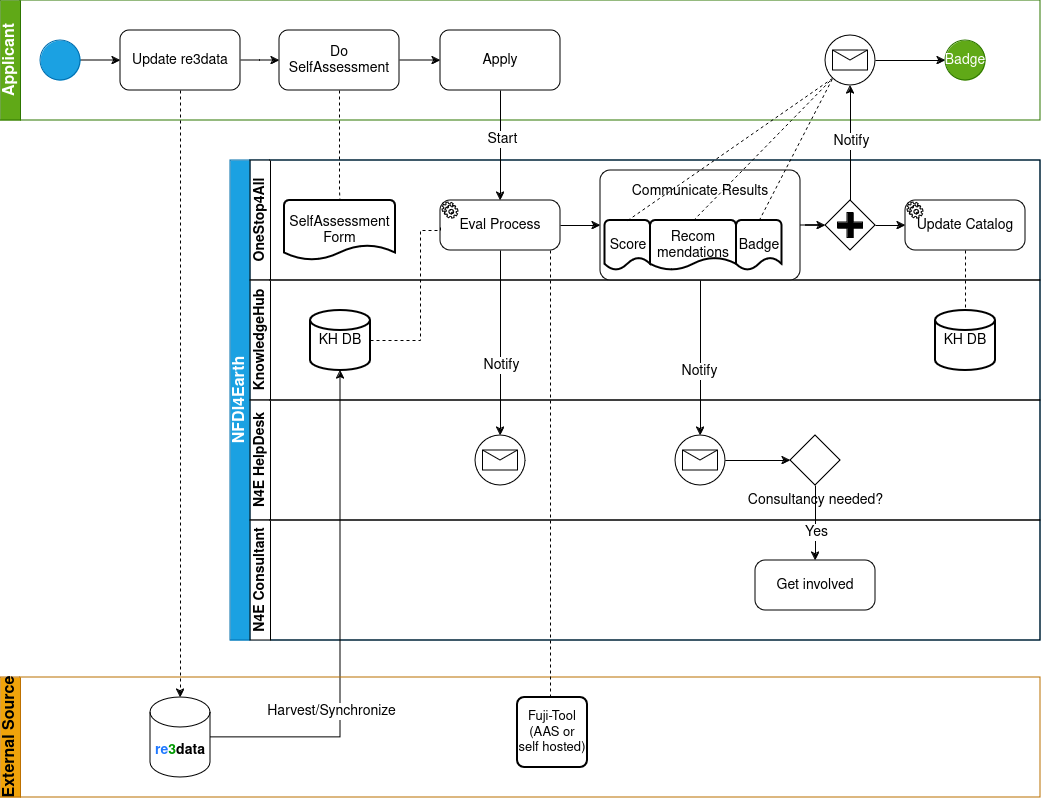 Applicant
Update re3data
Do
SelfAssessment
Apply
Badge
Start
Notify
NFDI4Earth
OneStop4All
SelfAssessment
Form
Eval Process
Communicate Results
Score
Recom
mendations
Badge
Update Catalog
KnowledgeHub
KH DB
KH DB
Notify
Notify
N4E HelpDesk
Consultancy needed?
N4E Consultant
Yes
Get involved
External Source
Harvest/Synchronize
re3data
Fuji-Tool
(AAS or
self hosted)